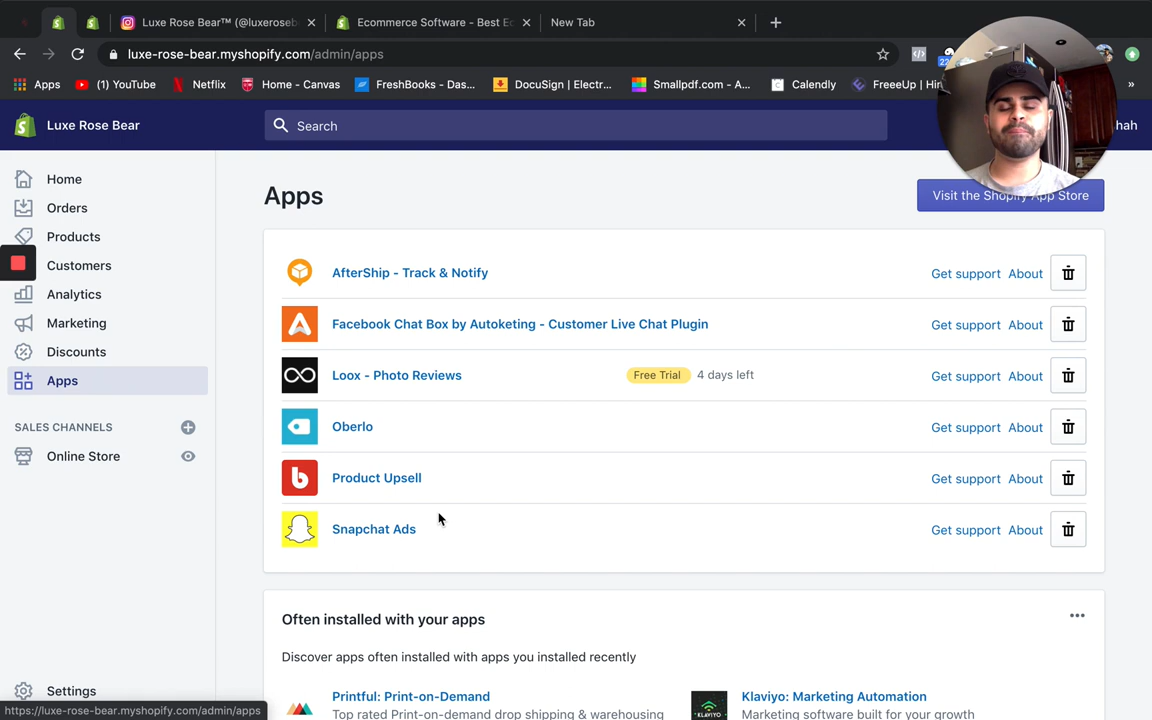 Luxe Rose Bear™ (@luxeroseb
Ecommerce Software - Best Ec
New Tab
luxe-rose-bear.myshopify.com/admin/apps
22
Apps
(1) YouTube
Netflix
Home - Canvas
FreshBooks - Das...
DocuSign | Electr...
Smallpdf.com - A...
Calendly
FreeeUp | Hir
»
Luxe Rose Bear
Search
hah
Home
Orders
Products
Customers
Analytics
Marketing
Discounts
Apps
SALES CHANNELS
Online Store
Settings
https://luxe-rose-bear.myshopify.com/admin/apps
Apps
Visit the Shopify App Store
AfterShip - Track & Notify
Get support About
Facebook Chat Box by Autoketing - Customer Live Chat Plugin
Get support About
Loox - Photo Reviews
Free Trial 4 days left
Get support About
Oberlo
Get support About
Product Upsell
Get support About
Snapchat Ads
Get support About
Often installed with your apps
Discover apps often installed with apps you installed recently
Printful: Print-on-Demand
Top rated Print-on-demand drop shipping & warehousing
KLAVIYO
Klaviyo: Marketing Automation
Marketing software built for your growth